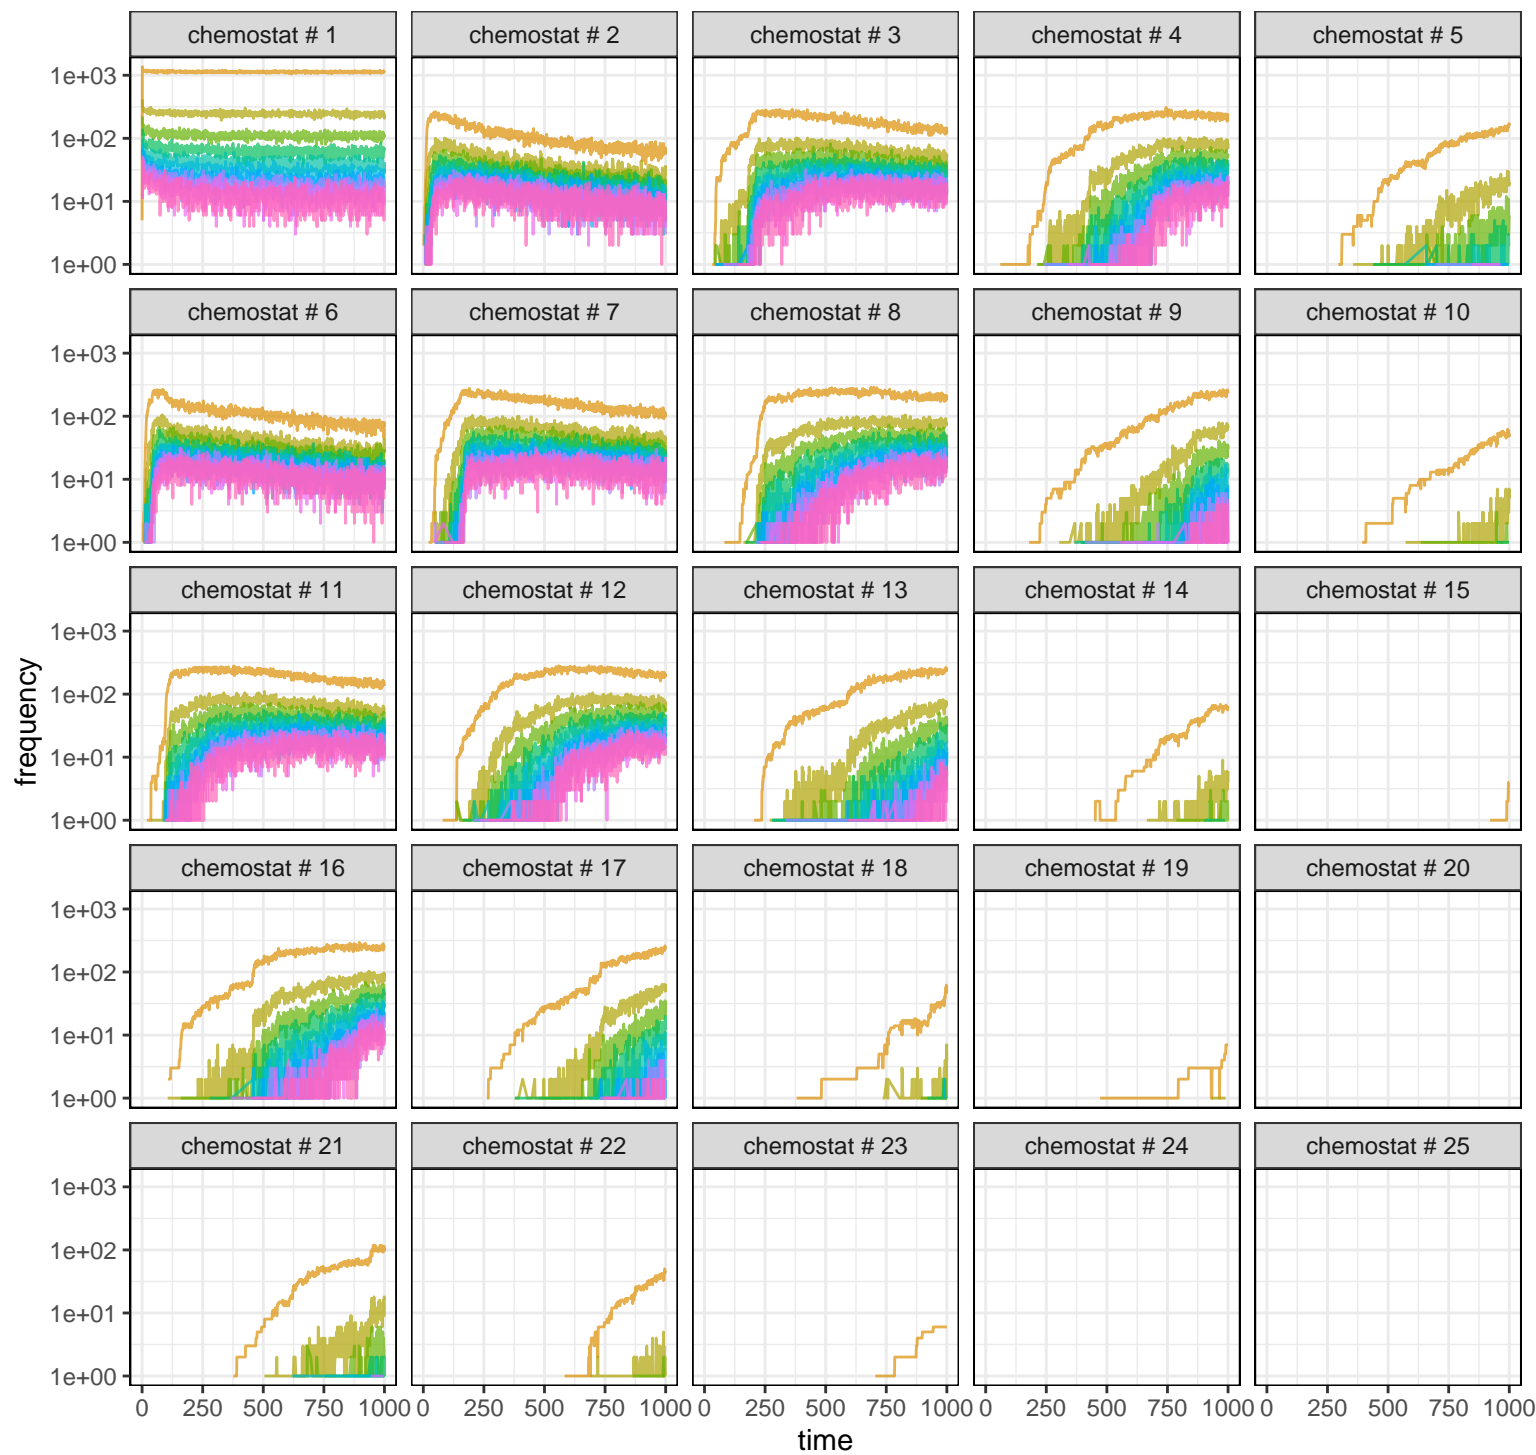 chemostat # 1 chemostat # 2 chemostat # 3 chemostat # 4 chemostat # 5
1e+03
1e+02
1e+01
1e+00
chemostat # 6 chemostat # 7 chemostat # 8 chemostat # 9 chemostat # 10
1e+03
1e+02
1e+01
1e+00
chemostat # 11 chemostat # 12 chemostat # 13 chemostat # 14 chemostat # 15
1e+03
1e+02
1e+01
1e+00
frequency
chemostat # 16 chemostat # 17 chemostat # 18 chemostat # 19 chemostat # 20
1e+03
1e+02
1e+01
1e+00
chemostat # 21 chemostat # 22 chemostat # 23 chemostat # 24 chemostat # 25
1e+03
1e+02
1e+01
1e+00
0 250 500 750 1000 0 250 500 750 1000 0 250 500 750 1000 0 250 500 750 1000 0 250 500 750 1000
time